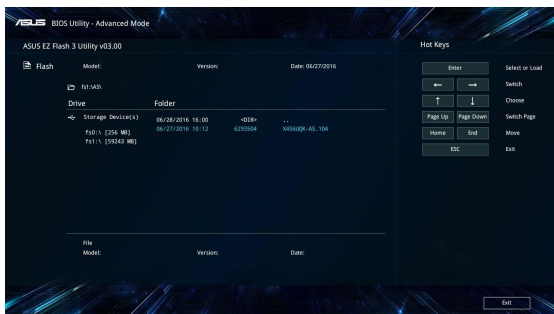 ASUS BIOS Utility - Advanced Mode
ASUS EZ Flash 3 Utility v03.00
Flash Model: Version: Date: 06/27/2016
fs1:\AS\
Drive Folder
Storage Device(s)
fs0:\ [256 MB]
fs1:\ [59243 MB]
06/28/2016 16:00 <DIR> ..
06/27/2016 10:12 6293504 X456UQK-AS.104
File
Model: Version: Date:
Hot Keys
Enter Select or Load
← → Switch
↑ ↓ Choose
Page Up Page Down Switch Page
Home End Move
ESC Exit
Exit